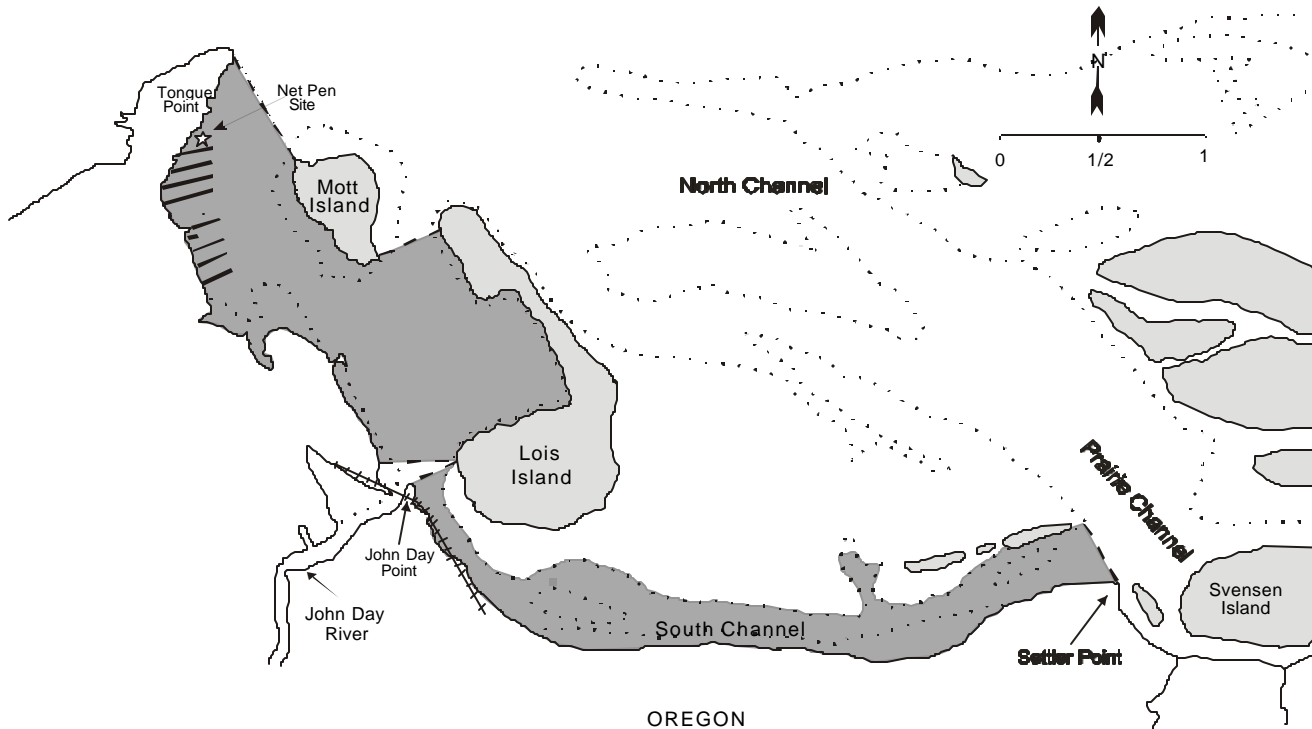 N
Tongue
Point
Net Pen
Site
0
1/2
1
Mott
Island
North Channel
Lois
Island
Prairie Channel
John Day
Point
John Day
River
South Channel
Settler Point
Svensen
Island
OREGON